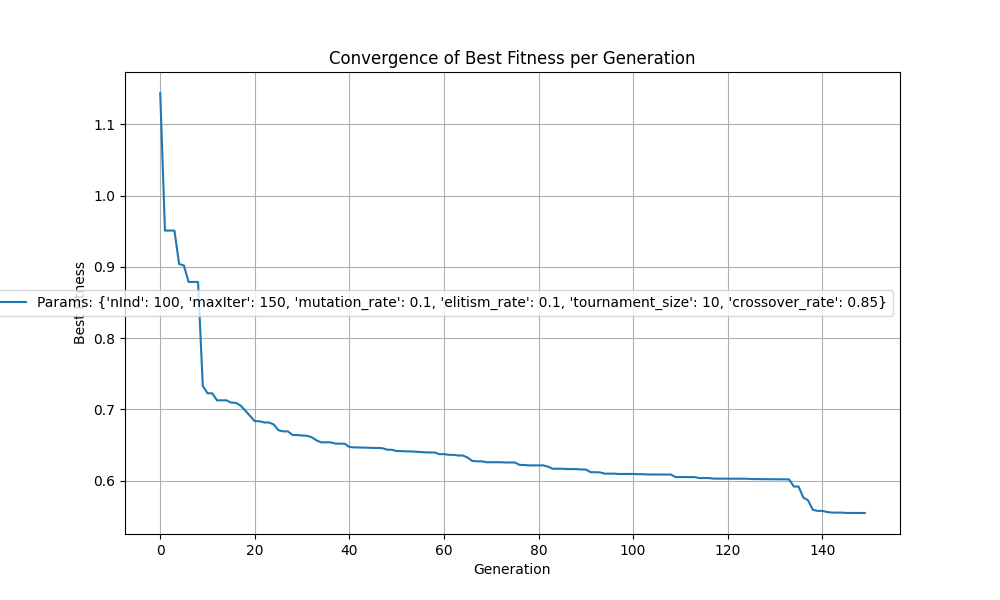 Convergence of Best Fitness per Generation
1.1
1.0
0.9
0.8
0.7
0.6
Best Fitness
Params: {'nInd': 100, 'maxIter': 150, 'mutation_rate': 0.1, 'elitism_rate': 0.1, 'tournament_size': 10, 'crossover_rate': 0.85}
0 20 40 60 80 100 120 140
Generation